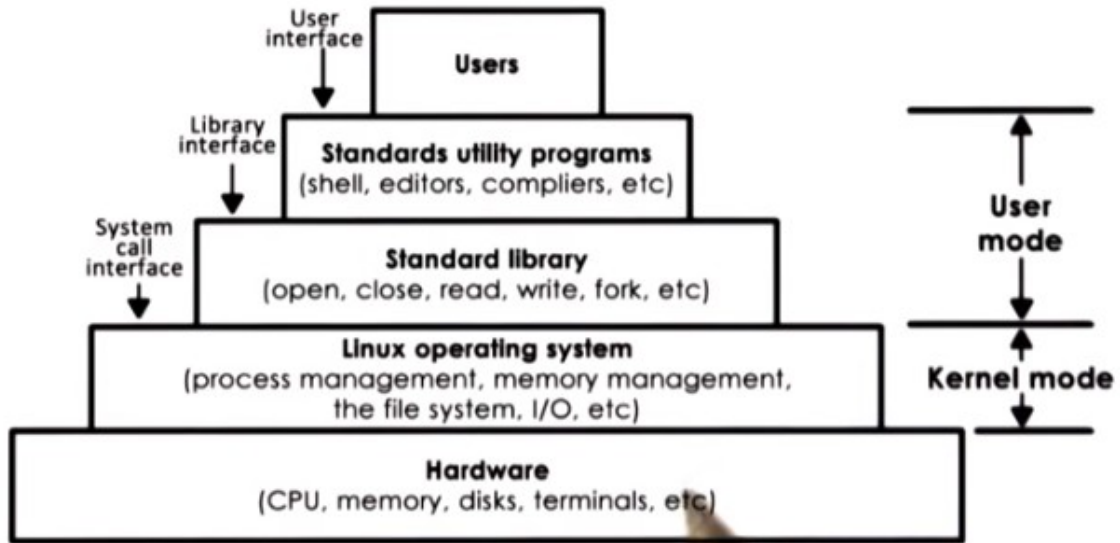 User
interface
Users
Library
interface
Standards utility programs
(shell, editors, compliers, etc)
System
call
interface
Standard library
(open, close, read, write, fork, etc)
User
mode
Linux operating system
(process management, memory management,
the file system, I/O, etc)
Kernel mode
Hardware
(CPU, memory, disks, terminals, etc)